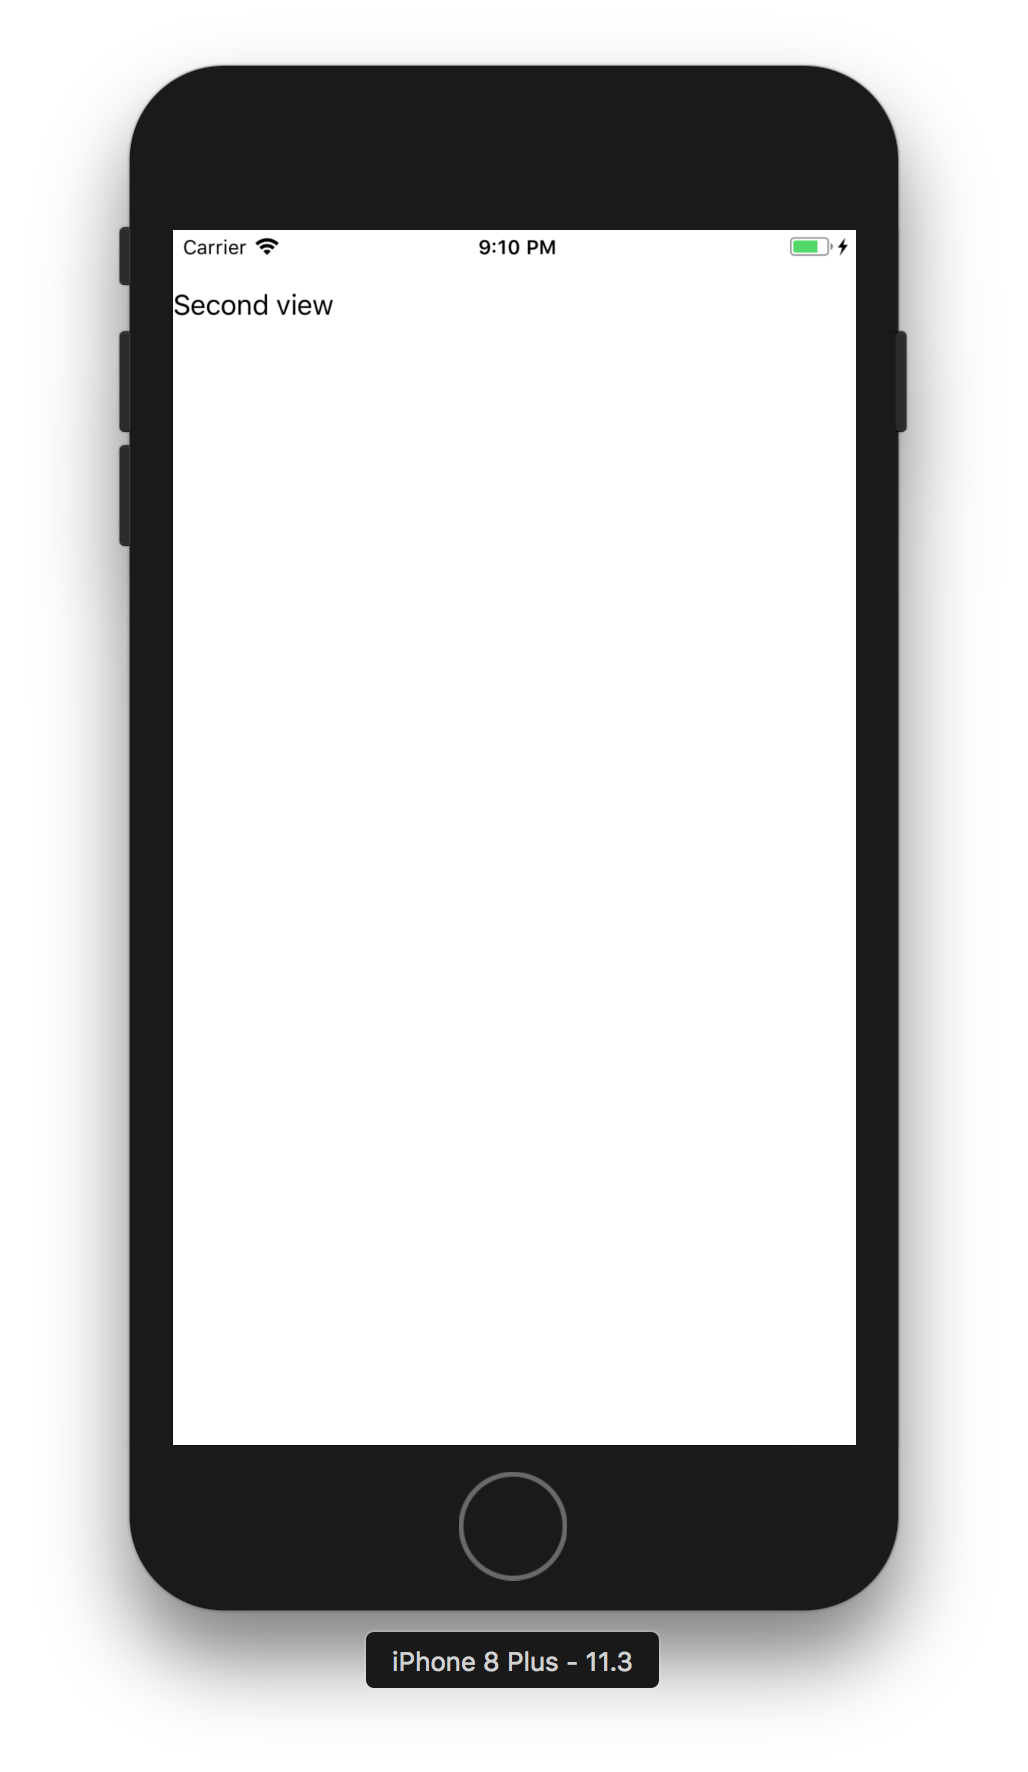 Carrier 9:10 PM
Second view
iPhone 8 Plus - 11.3